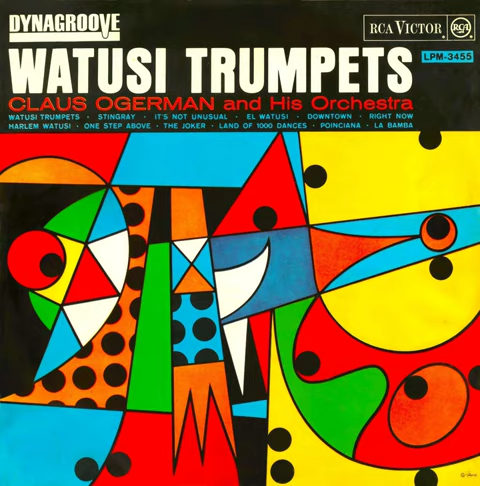 DYNAGROOVE
RCA VICTOR
RCA
WATUSI TRUMPETS
LPM-3455
CLAUS OGERMAN and His Orchestra
WATUSI TRUMPETS · STINGRAY · IT'S NOT UNUSUAL · EL WATUSI · DOWNTOWN · RIGHT NOW
HARLEM WATUSI · ONE STEP ABOVE · THE JOKER · LAND OF 1000 DANCES · POINCIANA · LA BAMBA